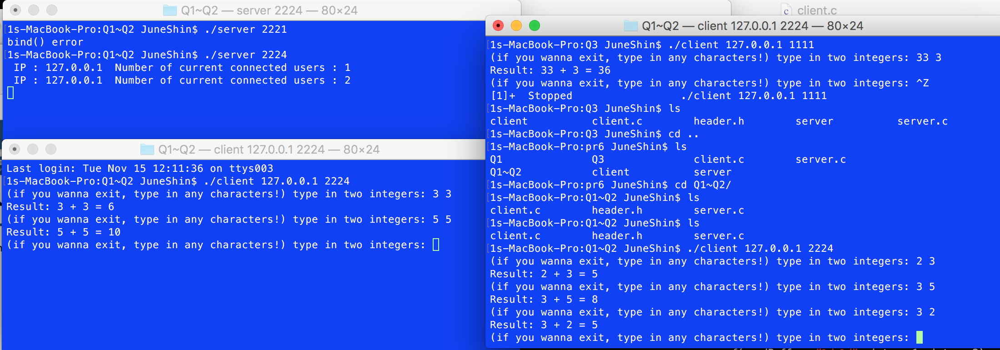 Q1~Q2 — server 2224 — 80×24
1s-MacBook-Pro:Q1~Q2 JuneShin$ ./server 2221
bind() error
1s-MacBook-Pro:Q1~Q2 JuneShin$ ./server 2224
IP : 127.0.0.1  Number of current connected users : 1
IP : 127.0.0.1  Number of current connected users : 2
Q1~Q2 — client 127.0.0.1 2224 — 80×24
Last login: Tue Nov 15 12:11:36 on ttys003
1s-MacBook-Pro:Q1~Q2 JuneShin$ ./client 127.0.0.1 2224
(if you wanna exit, type in any characters!) type in two integers: 3 3
Result: 3 + 3 = 6
(if you wanna exit, type in any characters!) type in two integers: 5 5
Result: 5 + 5 = 10
(if you wanna exit, type in any characters!) type in two integers:
client.c
Q1~Q2 — client 127.0.0.1 2224 — 80×24
1s-MacBook-Pro:Q3 JuneShin$ ./client 127.0.0.1 1111
(if you wanna exit, type in any characters!) type in two integers: 33 3
Result: 33 + 3 = 36
(if you wanna exit, type in any characters!) type in two integers: ^Z
[1]+  Stopped                 ./client 127.0.0.1 1111
1s-MacBook-Pro:Q3 JuneShin$ ls
client          client.c        header.h        server          server.c
1s-MacBook-Pro:Q3 JuneShin$ cd ..
1s-MacBook-Pro:pr6 JuneShin$ ls
Q1              Q3              client.c        server.c
Q1~Q2           client          server
1s-MacBook-Pro:pr6 JuneShin$ cd Q1~Q2/
1s-MacBook-Pro:Q1~Q2 JuneShin$ ls
client.c        header.h        server.c
1s-MacBook-Pro:Q1~Q2 JuneShin$ ls
client.c        header.h        server.c
1s-MacBook-Pro:Q1~Q2 JuneShin$ ./client 127.0.0.1 2224
(if you wanna exit, type in any characters!) type in two integers: 2 3
Result: 2 + 3 = 5
(if you wanna exit, type in any characters!) type in two integers: 3 5
Result: 3 + 5 = 8
(if you wanna exit, type in any characters!) type in two integers: 3 2
Result: 3 + 2 = 5
(if you wanna exit, type in any characters!) type in two integers: